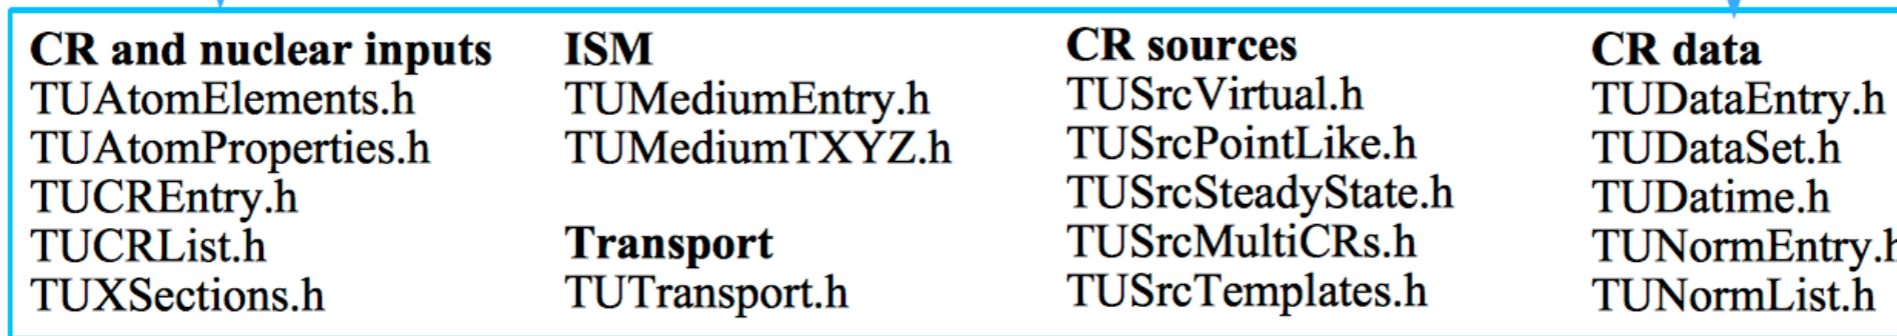 CR and nuclear inputs
TUAtomElements.h
TUAtomProperties.h
TUCREntry.h
TUCRList.h
TUXSections.h
ISM
TUMediumEntry.h
TUMediumTXYZ.h
Transport
TUTransport.h
CR sources
TUSrcVirtual.h
TUSrcPointLike.h
TUSrcSteadyState.h
TUSrcMultiCRs.h
TUSrcTemplates.h
CR data
TUDataEntry.h
TUDataSet.h
TUDatime.h
TUNormEntry.h
TUNormList.h